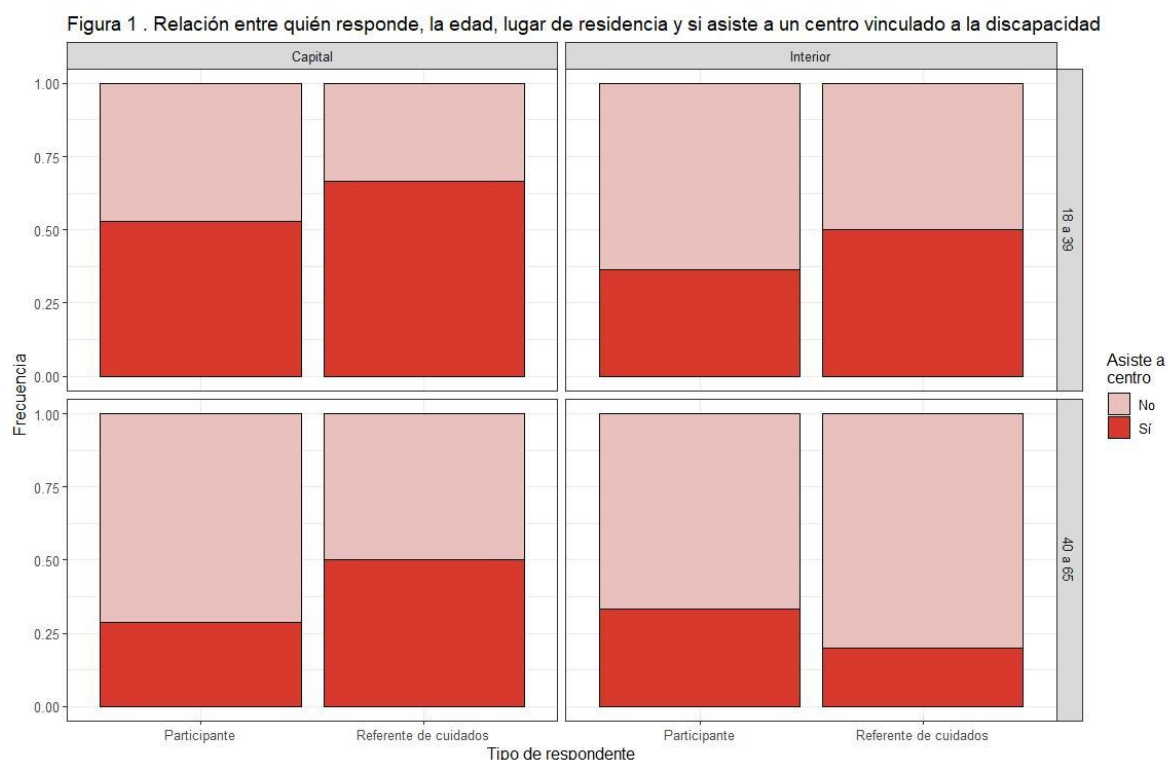 Figura 1 . Relación entre quién responde, la edad, lugar de residencia y si asiste a un centro vinculado a la discapacidad
Capital
Interior
1.00
0.75
0.50
0.25
0.00
18 a 39
Frecuencia
1.00
0.75
0.50
0.25
0.00
40 a 65
Asiste a
centro
No
Sí
Participante
Referente de cuidados
Participante
Referente de cuidados
Tipo de respondente